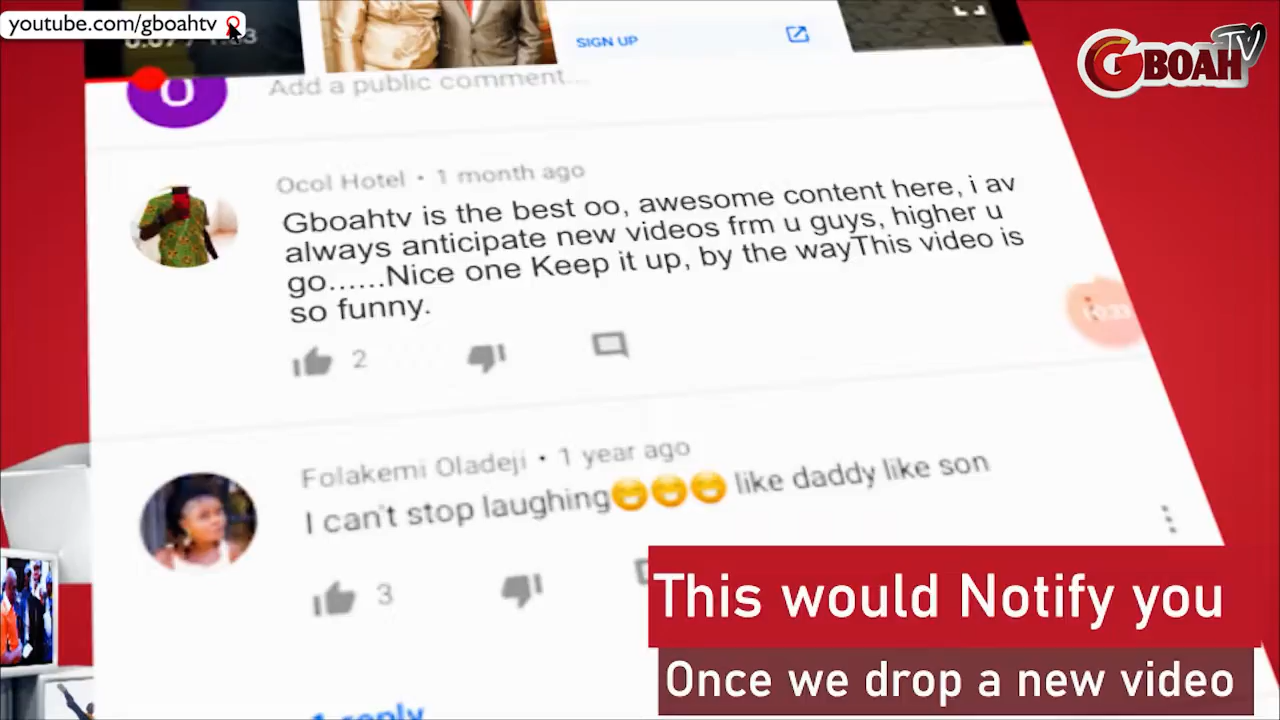 youtube.com/gboahtv
SIGN UP
GBOAH TV
O
Add a public comment...
Ocol Hotel • 1 month ago
Gboahtv is the best oo, awesome content here, i av
always anticipate new videos frm u guys, higher u
go......Nice one Keep it up, by the wayThis video is
so funny.
2
Folakemi Oladeji • 1 year ago
I can't stop laughing😄😄😄 like daddy like son
3
This would Notify you
Once we drop a new video
1 reply